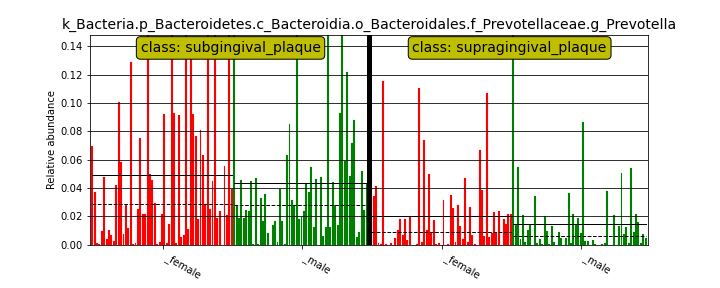 k_Bacteria.p_Bacteroidetes.c_Bacteroidia.o_Bacteroidales.f_Prevotellaceae.g_Prevotella
class: subgingival_plaque
class: supragingival_plaque
Relative abundance
0.14
0.12
0.10
0.08
0.06
0.04
0.02
0.00
_female
_male
_female
_male